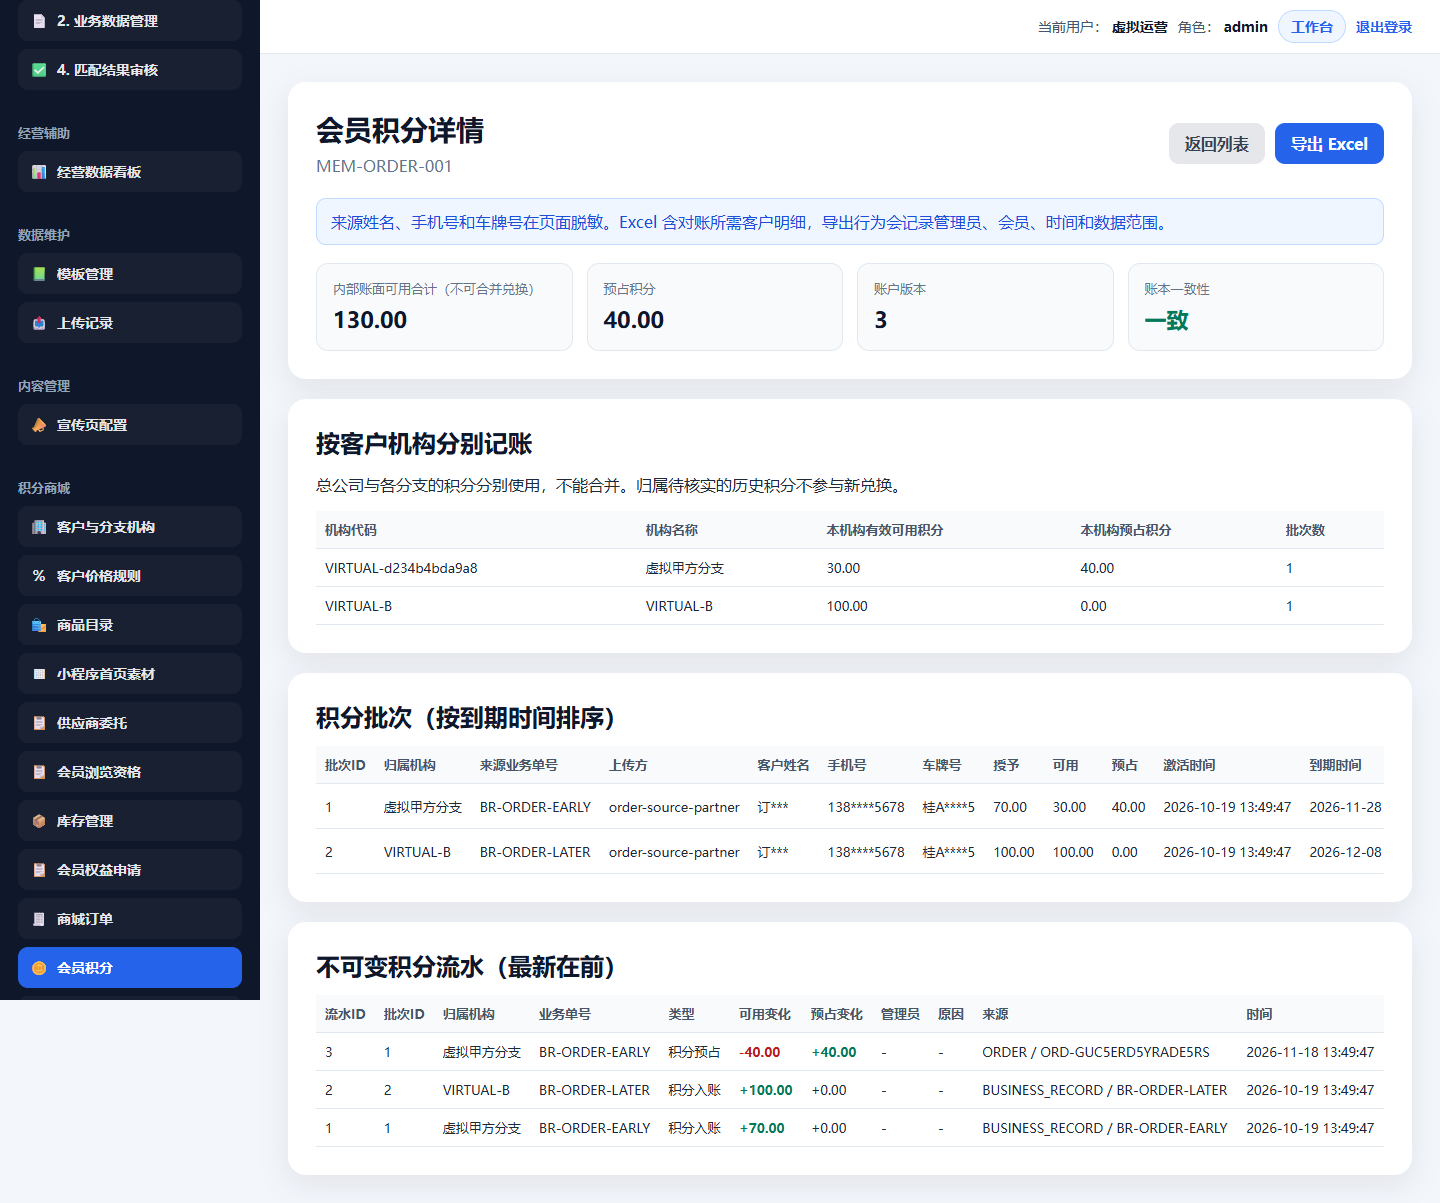 2. 业务数据管理
4. 匹配结果审核
经营辅助
经营数据看板
数据维护
模板管理
上传记录
内容管理
宣传页配置
积分商城
客户与分支机构
% 客户价格规则
商品目录
小程序首页素材
供应商委托
会员浏览资格
库存管理
会员权益申请
商城订单
会员积分
当前用户： 虚拟运营 角色： admin 工作台 退出登录
会员积分详情
MEM-ORDER-001
返回列表 导出 Excel
来源姓名、手机号和车牌号在页面脱敏。Excel 含对账所需客户明细，导出行为会记录管理员、会员、时间和数据范围。
内部账面可用合计（不可合并兑换） 预占积分 账户版本 账本一致性
130.00 40.00 3 一致
按客户机构分别记账
总公司与各分支的积分分别使用，不能合并。归属待核实的历史积分不参与新兑换。
机构代码 机构名称 本机构有效可用积分 本机构预占积分 批次数
VIRTUAL-d234b4bda9a8 虚拟甲方分支 30.00 40.00 1
VIRTUAL-B VIRTUAL-B 100.00 0.00 1
积分批次（按到期时间排序）
批次ID 归属机构 来源业务单号 上传方 客户姓名 手机号 车牌号 授予 可用 预占 激活时间 到期时间
1 虚拟甲方分支 BR-ORDER-EARLY order-source-partner 订*** 138****5678 桂A****5 70.00 30.00 40.00 2026-10-19 13:49:47 2026-11-28
2 VIRTUAL-B BR-ORDER-LATER order-source-partner 订*** 138****5678 桂A****5 100.00 100.00 0.00 2026-10-19 13:49:47 2026-12-08
不可变积分流水（最新在前）
流水ID 批次ID 归属机构 业务单号 类型 可用变化 预占变化 管理员 原因 来源 时间
3 1 虚拟甲方分支 BR-ORDER-EARLY 积分预占 -40.00 +40.00 - - ORDER / ORD-GUC5ERD5YRADE5RS 2026-11-18 13:49:47
2 2 VIRTUAL-B BR-ORDER-LATER 积分入账 +100.00 +0.00 - - BUSINESS_RECORD / BR-ORDER-LATER 2026-10-19 13:49:47
1 1 虚拟甲方分支 BR-ORDER-EARLY 积分入账 +70.00 +0.00 - - BUSINESS_RECORD / BR-ORDER-EARLY 2026-10-19 13:49:47